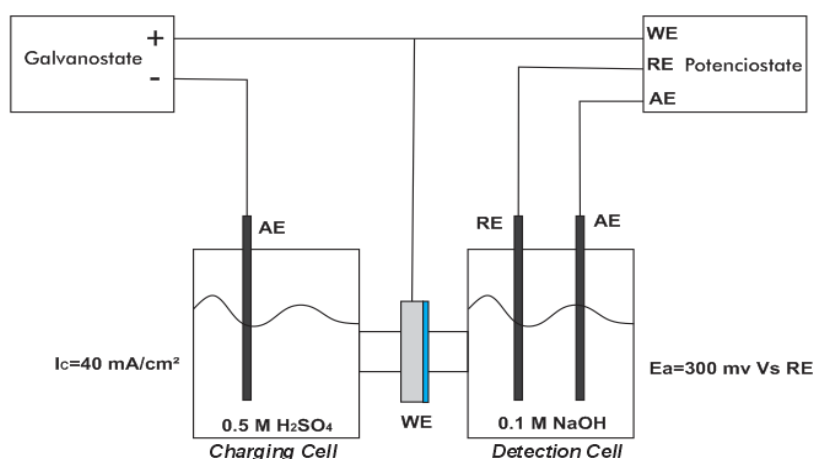 Galvanostate
+
-
WE
RE
Potenciostate
AE
AE
RE
AE
Ic=40 mA/cm²
Ea=300 mv Vs RE
0.5 M H₂SO₄
WE
0.1 M NaOH
Charging Cell
Detection Cell